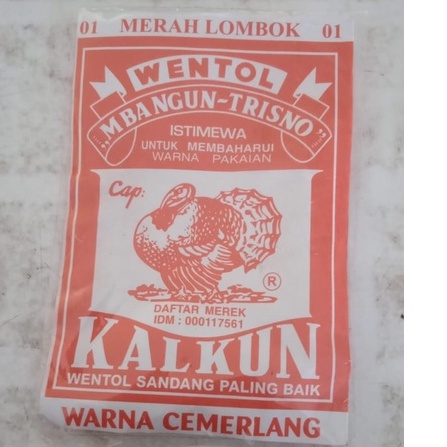 01 MERAH LOMBOK 01
WENTOL
„MBANGUN-TRISNO”
ISTIMEWA
UNTUK MEMBAHARUI
WARNA PAKAIAN
Cap:
®
DAFTAR MEREK
IDM : 000117561
KALKUN
WENTOL SANDANG PALING BAIK
WARNA CEMERLANG